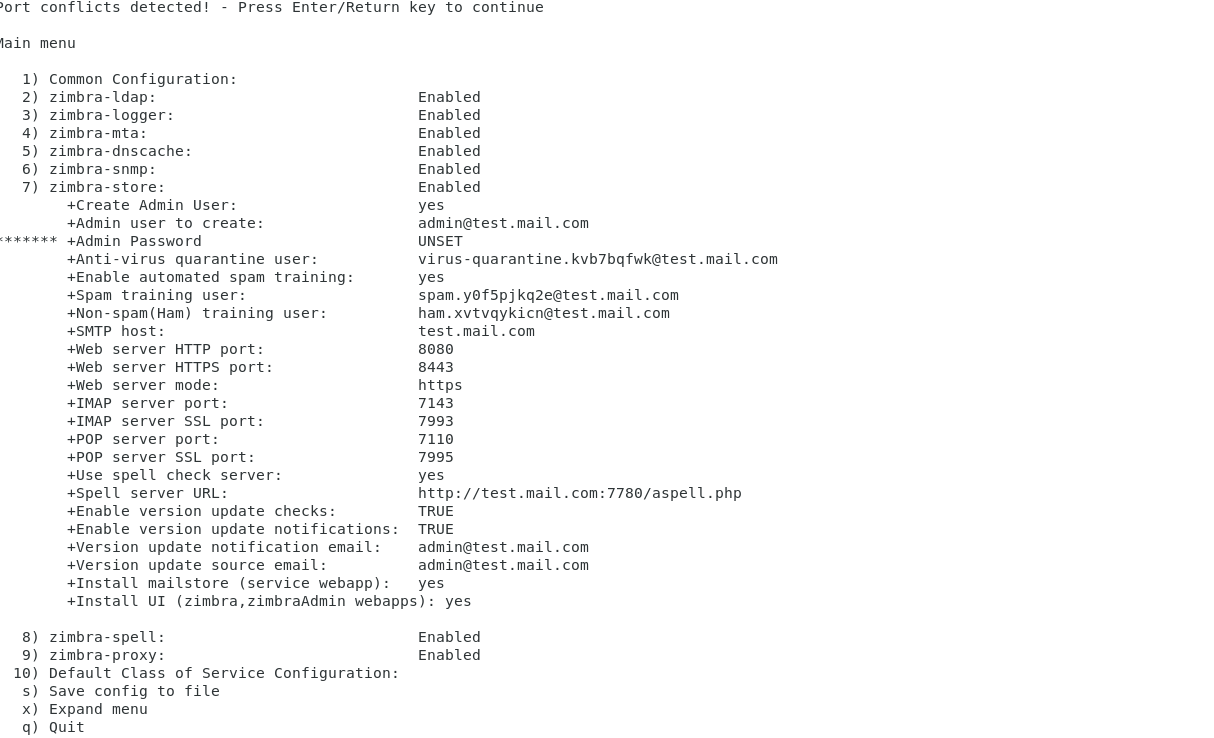 Port conflicts detected! - Press Enter/Return key to continue
Main menu
1) Common Configuration:
2) zimbra-ldap: Enabled
3) zimbra-logger: Enabled
4) zimbra-mta: Enabled
5) zimbra-dnscache: Enabled
6) zimbra-snmp: Enabled
7) zimbra-store: Enabled
+Create Admin User: yes
+Admin user to create: admin@test.mail.com
******* +Admin Password UNSET
+Anti-virus quarantine user: virus-quarantine.kvb7bqfwk@test.mail.com
+Enable automated spam training: yes
+Spam training user: spam.y0f5pjkq2e@test.mail.com
+Non-spam(Ham) training user: ham.xvtvqykicn@test.mail.com
+SMTP host: test.mail.com
+Web server HTTP port: 8080
+Web server HTTPS port: 8443
+Web server mode: https
+IMAP server port: 7143
+IMAP server SSL port: 7993
+POP server port: 7110
+POP server SSL port: 7995
+Use spell check server: yes
+Spell server URL: http://test.mail.com:7780/aspell.php
+Enable version update checks: TRUE
+Enable version update notifications: TRUE
+Version update notification email: admin@test.mail.com
+Version update source email: admin@test.mail.com
+Install mailstore (service webapp): yes
+Install UI (zimbra,zimbraAdmin webapps): yes
8) zimbra-spell: Enabled
9) zimbra-proxy: Enabled
10) Default Class of Service Configuration:
s) Save config to file
x) Expand menu
q) Quit